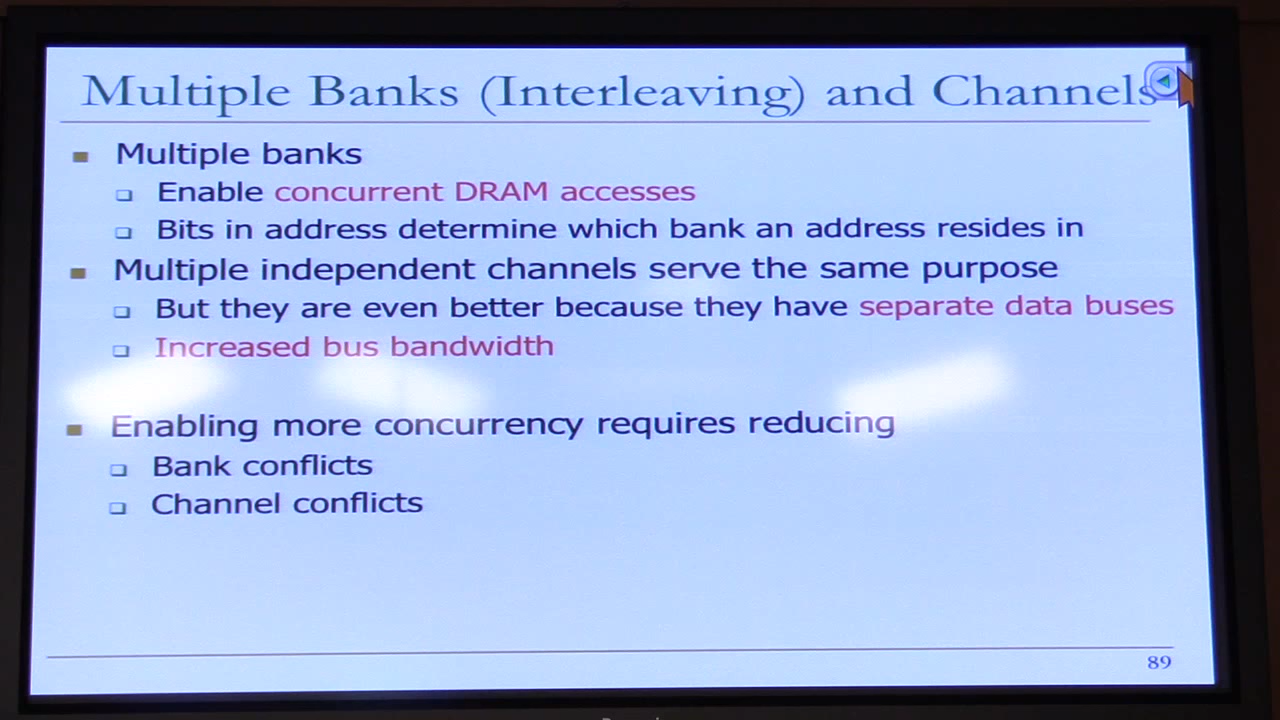 Multiple Banks (Interleaving) and Channels
Multiple banks
Enable concurrent DRAM accesses
Bits in address determine which bank an address resides in
Multiple independent channels serve the same purpose
But they are even better because they have separate data buses
Increased bus bandwidth
Enabling more concurrency requires reducing
Bank conflicts
Channel conflicts
89